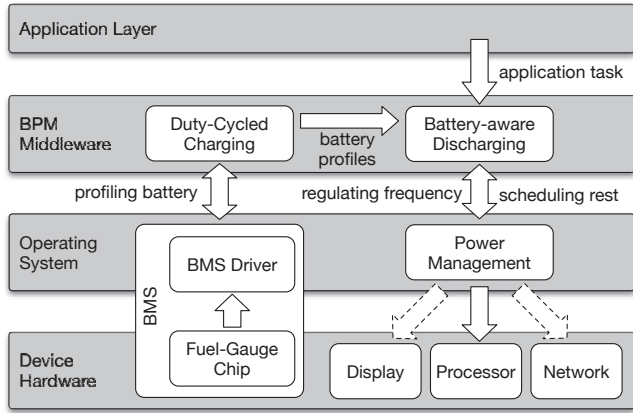 Application Layer
application task
BPM
Middleware
Duty-Cycled
Charging
battery
profiles
Battery-aware
Discharging
profiling battery
regulating frequency
scheduling rest
Operating
System
BMS
BMS Driver
Power
Management
Device
Hardware
Fuel-Gauge
Chip
Display
Processor
Network